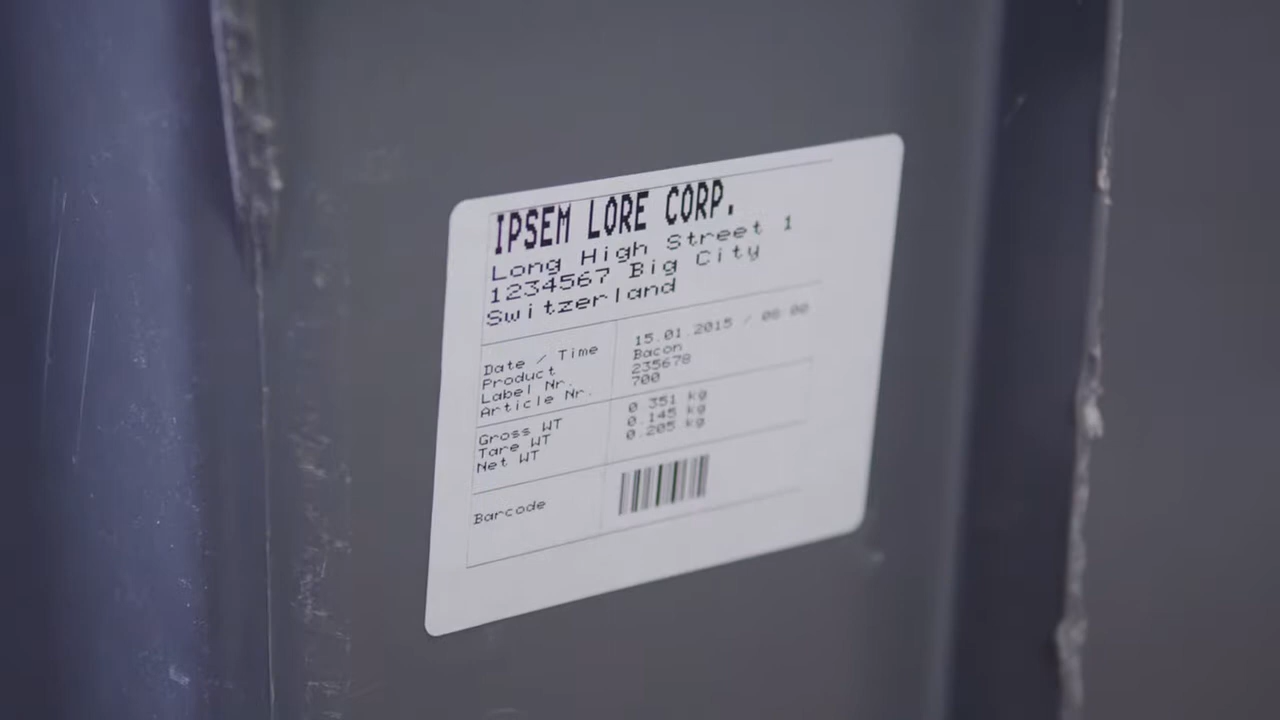 IPSEM LORE CORP.
Long High Street 1
1234567 Big City
Switzerland
Date / Time 15.01.2015 / 08:00
Product Bacon
Label Nr. 235678
Article Nr. 700
Gross WT 0.351 kg
Tare WT 0.145 kg
Net WT 0.205 kg
Barcode